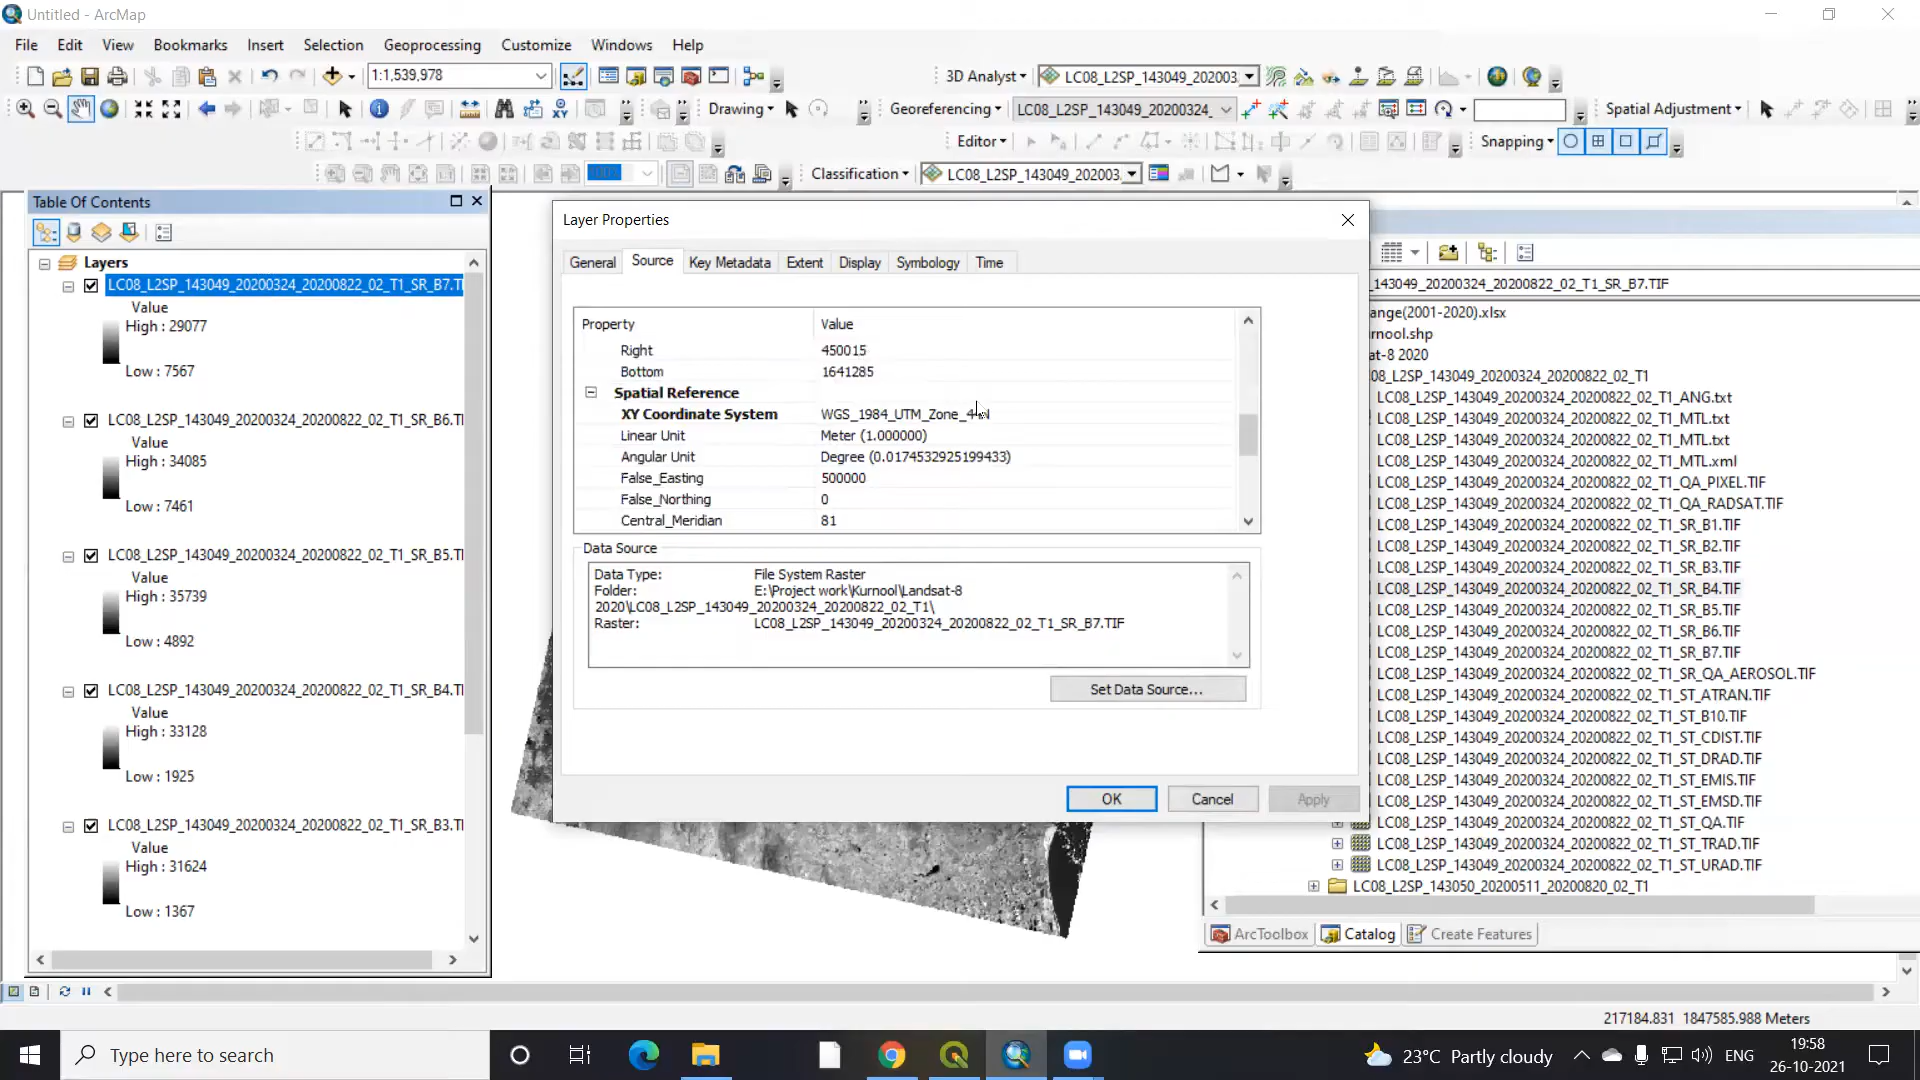 Untitled - ArcMap
File Edit View Bookmarks Insert Selection Geoprocessing Customize Windows Help
1:1,539,978
3D Analyst LC08_L2SP_143049_202003
Drawing Georeferencing LC08_L2SP_143049_20200324_ Spatial Adjustment
Editor Snapping
Classification LC08_L2SP_143049_202003
Table Of Contents
Layers
LC08_L2SP_143049_20200324_20200822_02_T1_SR_B7.TI
Value
High : 29077
Low : 7567
LC08_L2SP_143049_20200324_20200822_02_T1_SR_B6.TI
Value
High : 34085
Low : 7461
LC08_L2SP_143049_20200324_20200822_02_T1_SR_B5.TI
Value
High : 35739
Low : 4892
LC08_L2SP_143049_20200324_20200822_02_T1_SR_B4.TI
Value
High : 33128
Low : 1925
LC08_L2SP_143049_20200324_20200822_02_T1_SR_B3.TI
Value
High : 31624
Low : 1367
Layer Properties
General Source Key Metadata Extent Display Symbology Time
Property Value
Right 450015
Bottom 1641285
Spatial Reference
XY Coordinate System
Linear Unit Meter (1.000000)
Angular Unit Degree (0.0174532925199433)
False_Easting 500000
False_Northing 0
Central_Meridian 81
Data Source
Data Type: File System Raster
Folder: E:\Project work\Kurnool\Landsat-8
2020\LC08_L2SP_143049_20200324_20200822_02_T1\
Raster: LC08_L2SP_143049_20200324_20200822_02_T1_SR_B7.TIF
Set Data Source...
OK Cancel Apply
_143049_20200324_20200822_02_T1_SR_B7.TIF
ange(2001-2020).xlsx
rnool.shp
at-8 2020
08_L2SP_143049_20200324_20200822_02_T1
LC08_L2SP_143049_20200324_20200822_02_T1_ANG.txt
LC08_L2SP_143049_20200324_20200822_02_T1_MTL.txt
LC08_L2SP_143049_20200324_20200822_02_T1_MTL.txt
LC08_L2SP_143049_20200324_20200822_02_T1_MTL.xml
LC08_L2SP_143049_20200324_20200822_02_T1_QA_PIXEL.TIF
LC08_L2SP_143049_20200324_20200822_02_T1_QA_RADSAT.TIF
LC08_L2SP_143049_20200324_20200822_02_T1_SR_B1.TIF
LC08_L2SP_143049_20200324_20200822_02_T1_SR_B2.TIF
LC08_L2SP_143049_20200324_20200822_02_T1_SR_B3.TIF
LC08_L2SP_143049_20200324_20200822_02_T1_SR_B4.TIF
LC08_L2SP_143049_20200324_20200822_02_T1_SR_B5.TIF
LC08_L2SP_143049_20200324_20200822_02_T1_SR_B6.TIF
LC08_L2SP_143049_20200324_20200822_02_T1_SR_B7.TIF
LC08_L2SP_143049_20200324_20200822_02_T1_SR_QA_AEROSOL.TIF
LC08_L2SP_143049_20200324_20200822_02_T1_ST_ATRAN.TIF
LC08_L2SP_143049_20200324_20200822_02_T1_ST_B10.TIF
LC08_L2SP_143049_20200324_20200822_02_T1_ST_CDIST.TIF
LC08_L2SP_143049_20200324_20200822_02_T1_ST_DRAD.TIF
LC08_L2SP_143049_20200324_20200822_02_T1_ST_EMIS.TIF
LC08_L2SP_143049_20200324_20200822_02_T1_ST_EMSD.TIF
LC08_L2SP_143049_20200324_20200822_02_T1_ST_QA.TIF
LC08_L2SP_143049_20200324_20200822_02_T1_ST_TRAD.TIF
LC08_L2SP_143049_20200324_20200822_02_T1_ST_URAD.TIF
LC08_L2SP_143050_20200511_20200820_02_T1
ArcToolbox Catalog Create Features
217184.831 1847585.988 Meters
Type here to search
23°C Partly cloudy
ENG
19:58
26-10-2021